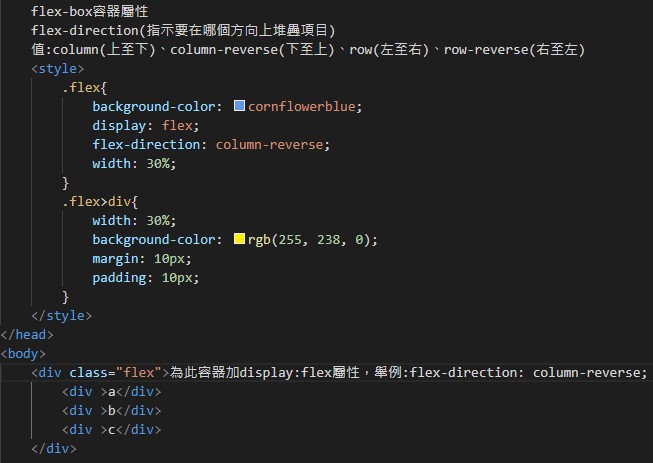 flex-box容器屬性
flex-direction(指示要在哪個方向上堆疊項目)
值:column(上至下)、column-reverse(下至上)、row(左至右)、row-reverse(右至左)
<style>
.flex{
background-color: cornflowerblue;
display: flex;
flex-direction: column-reverse;
width: 30%;
}
.flex>div{
width: 30%;
background-color: rgb(255, 238, 0);
margin: 10px;
padding: 10px;
}
</style>
</head>
<body>
<div class="flex">為此容器加display:flex屬性，舉例:flex-direction: column-reverse;
<div >a</div>
<div >b</div>
<div >c</div>
</div>